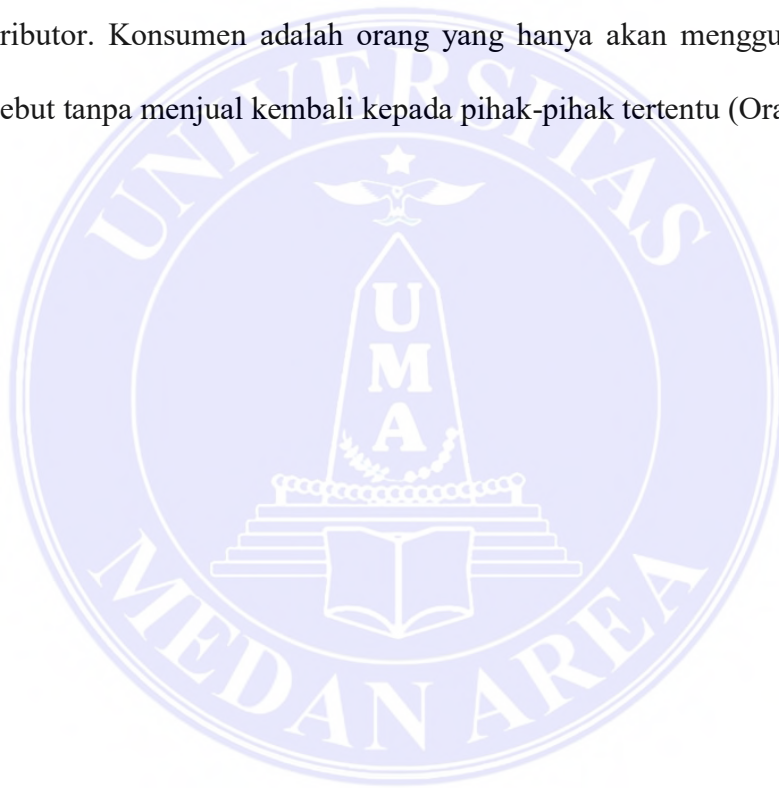 ributor. Konsumen adalah orang yang hanya akan menggu
ebut tanpa menjual kembali kepada pihak-pihak tertentu (Ora
UNIVERSITAS
U
M
A
MEDAN AREA